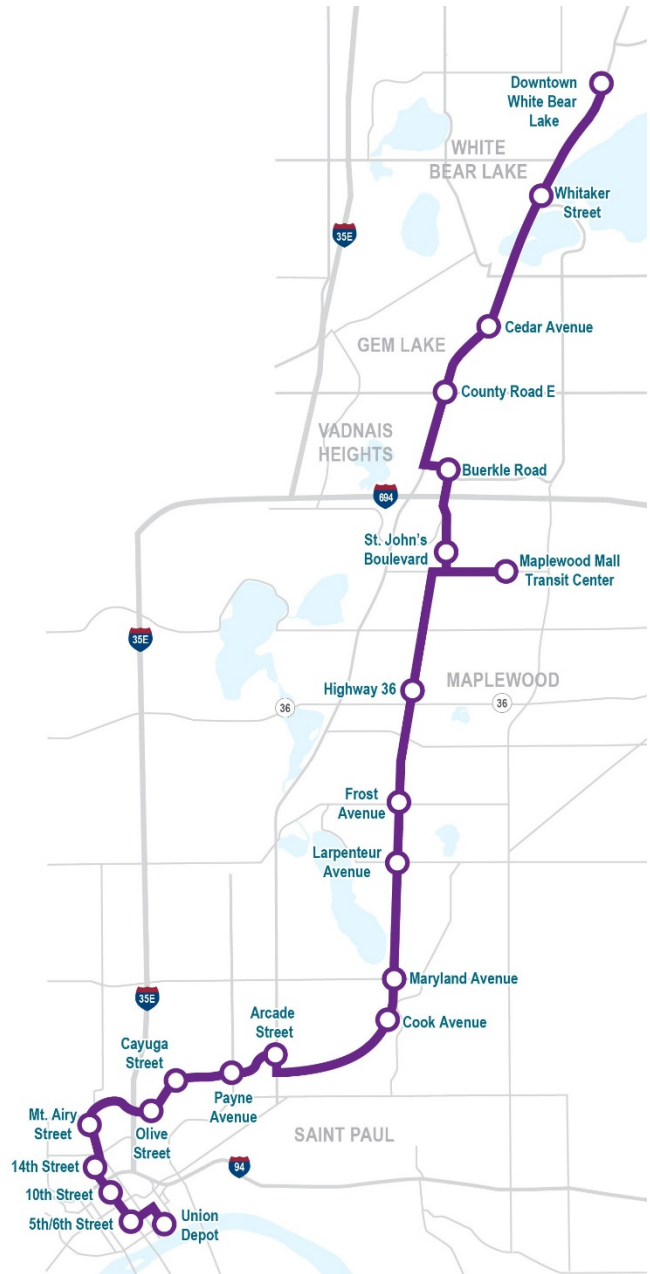 Downtown
White Bear
Lake
WHITE
BEAR LAKE
Whitaker
Street
35E
Cedar Avenue
GEM LAKE
County Road E
VADNAIS
HEIGHTS
Buerkle Road
694
St. John's
Boulevard
Maplewood Mall
Transit Center
35E
MAPLEWOOD
Highway 36
36
36
Frost
Avenue
Larpenteur
Avenue
Maryland Avenue
35E
Arcade
Street
Cook Avenue
Cayuga
Street
Payne
Avenue
Mt. Airy
Street
Olive
Street
SAINT PAUL
14th Street
94
10th Street
5th/6th Street
Union
Depot